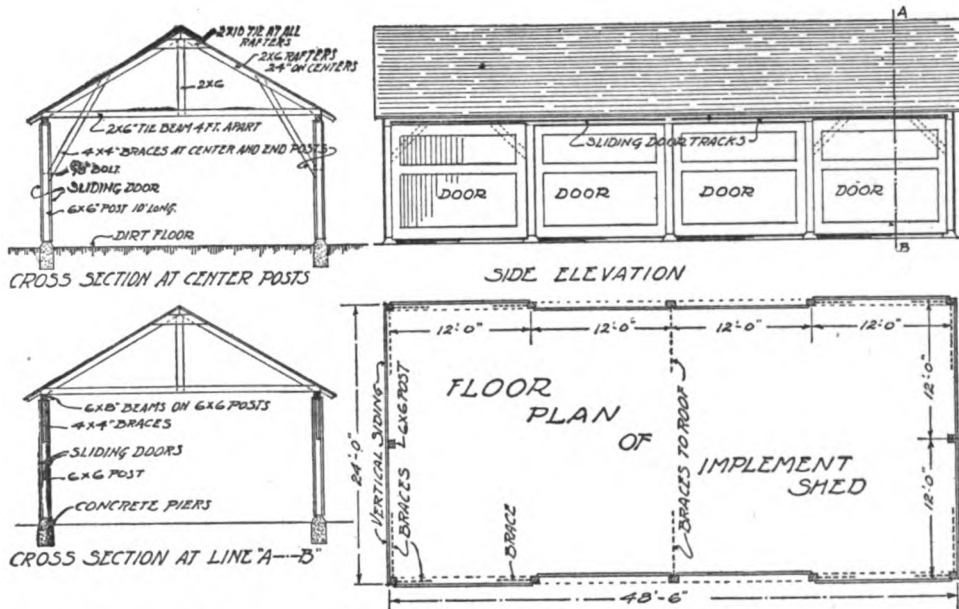 2X10 TIE AT ALL
RAFTERS
2X6 RAFTERS
24" ON CENTERS
2X6
2X6" TIE BEAM 4 FT. APART
4X4" BRACES AT CENTER AND END POSTS
BOLT
SLIDING DOOR
6X6" POST 10' LONG.
DIRT FLOOR
CROSS SECTION AT CENTER POSTS
A
SLIDING DOOR TRACKS
DOOR
DOOR
DOOR
DOOR
B
SIDE ELEVATION
6X8" BEAMS ON 6X6 POSTS
4X4" BRACES
SLIDING DOORS
6X6 POST
CONCRETE PIERS
CROSS SECTION AT LINE "A----B"
12'-0"
12'-0"
12'-0"
12'-0"
24'-0"
VERTICAL SIDING
6X6 POST
BRACES
BRACE
BRACES TO ROOF
FLOOR
PLAN
OF
IMPLEMENT
SHED
12'-0"
12'-0"
48'-6"